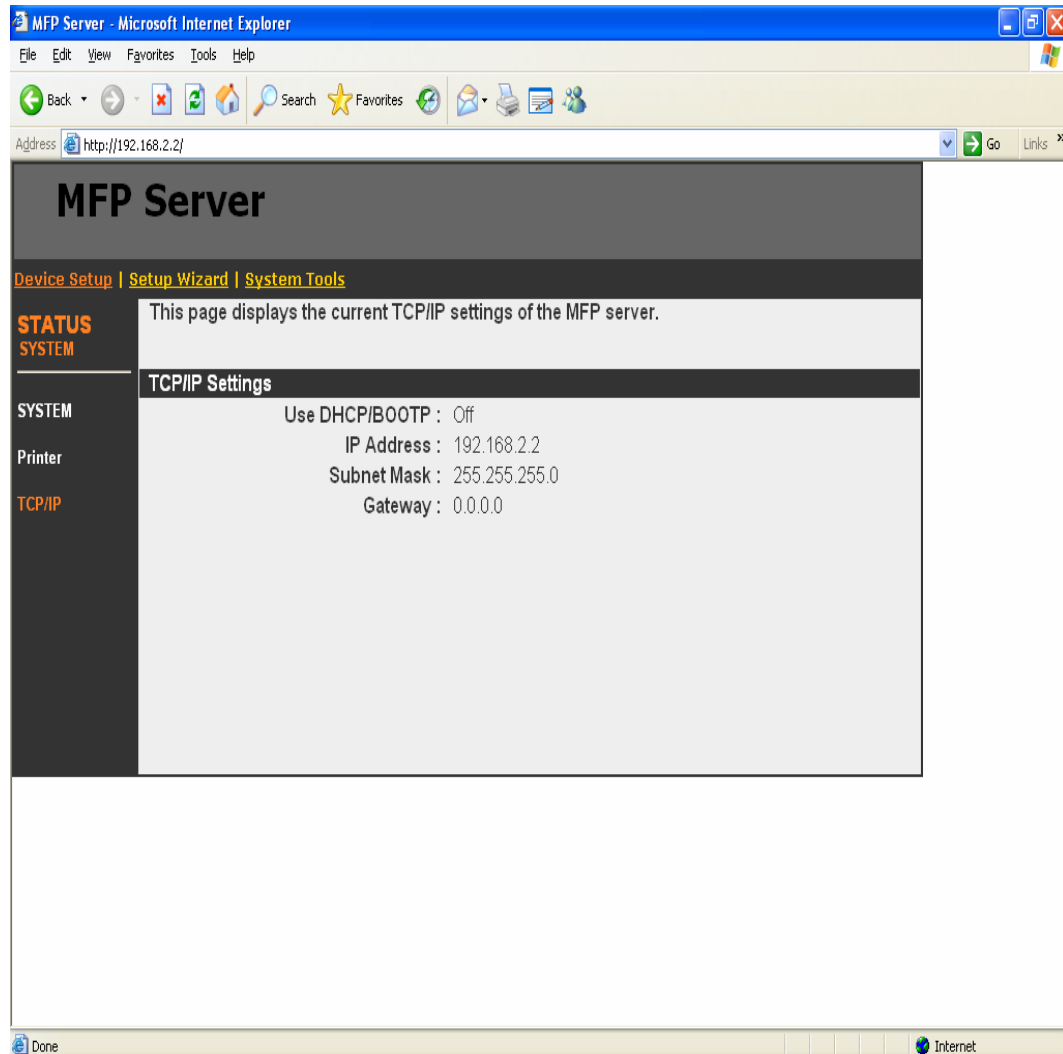 MFP Server - Microsoft Internet Explorer
File Edit View Favorites Tools Help
Back Search Favorites
Address http://192.168.2.2/ Go Links »
MFP Server
Device Setup | Setup Wizard | System Tools
STATUS
SYSTEM
SYSTEM
Printer
TCP/IP
This page displays the current TCP/IP settings of the MFP server.
TCP/IP Settings
Use DHCP/BOOTP : Off
IP Address : 192.168.2.2
Subnet Mask : 255.255.255.0
Gateway : 0.0.0.0
Done Internet